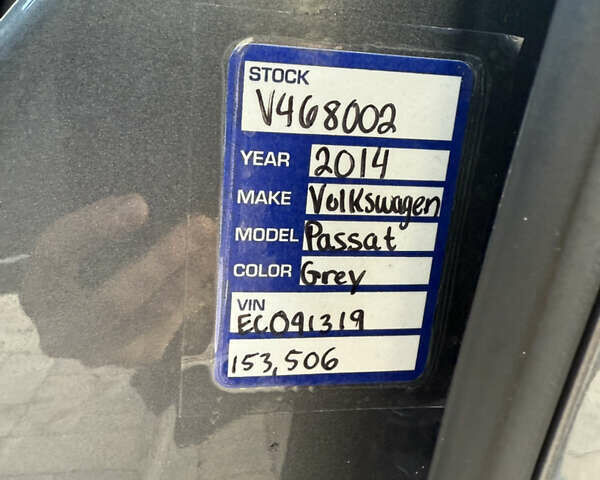 STOCK
V468002
YEAR 2014
MAKE Volkswagen
MODEL Passat
COLOR Grey
VIN
EC091319
153,506